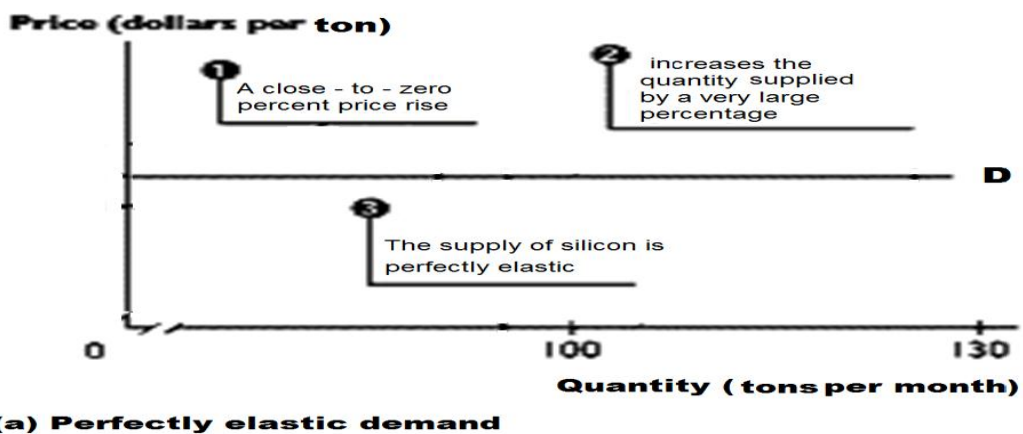 Price (dollars per ton)
1
A close - to - zero
percent price rise
2
increases the
quantity supplied
by a very large
percentage
D
3
The supply of silicon is
perfectly elastic
0
100
130
Quantity (tons per month)
(a) Perfectly elastic demand